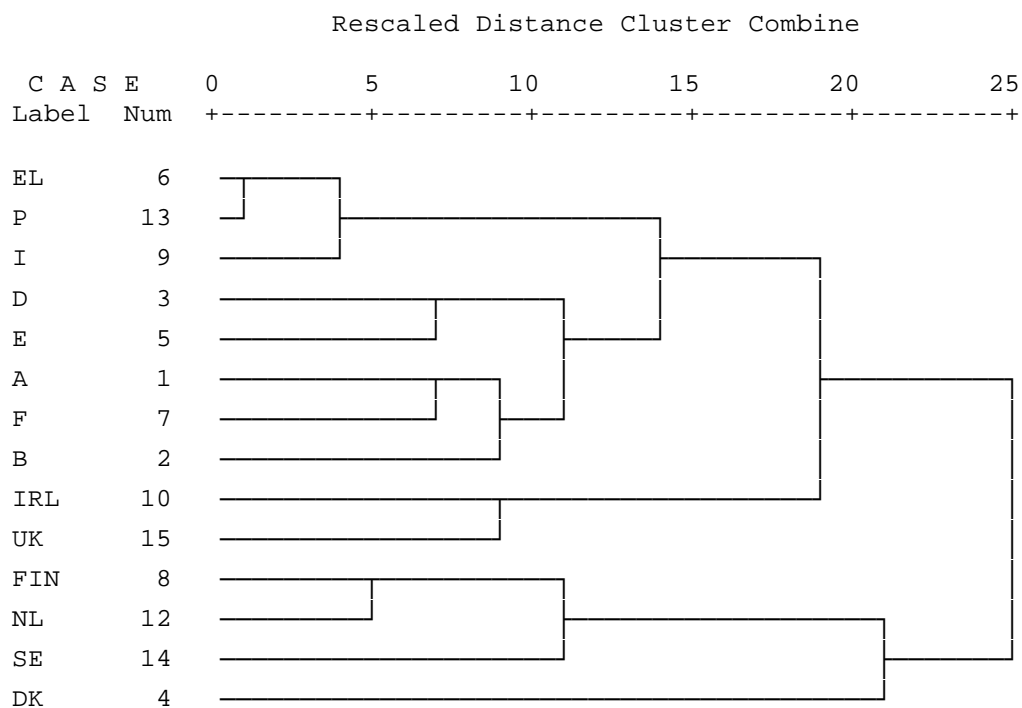 Rescaled Distance Cluster Combine
C A S E 0 5 10 15 20 25
Label Num +---------+---------+---------+---------+---------+
EL 6
P 13
I 9
D 3
E 5
A 1
F 7
B 2
IRL 10
UK 15
FIN 8
NL 12
SE 14
DK 4